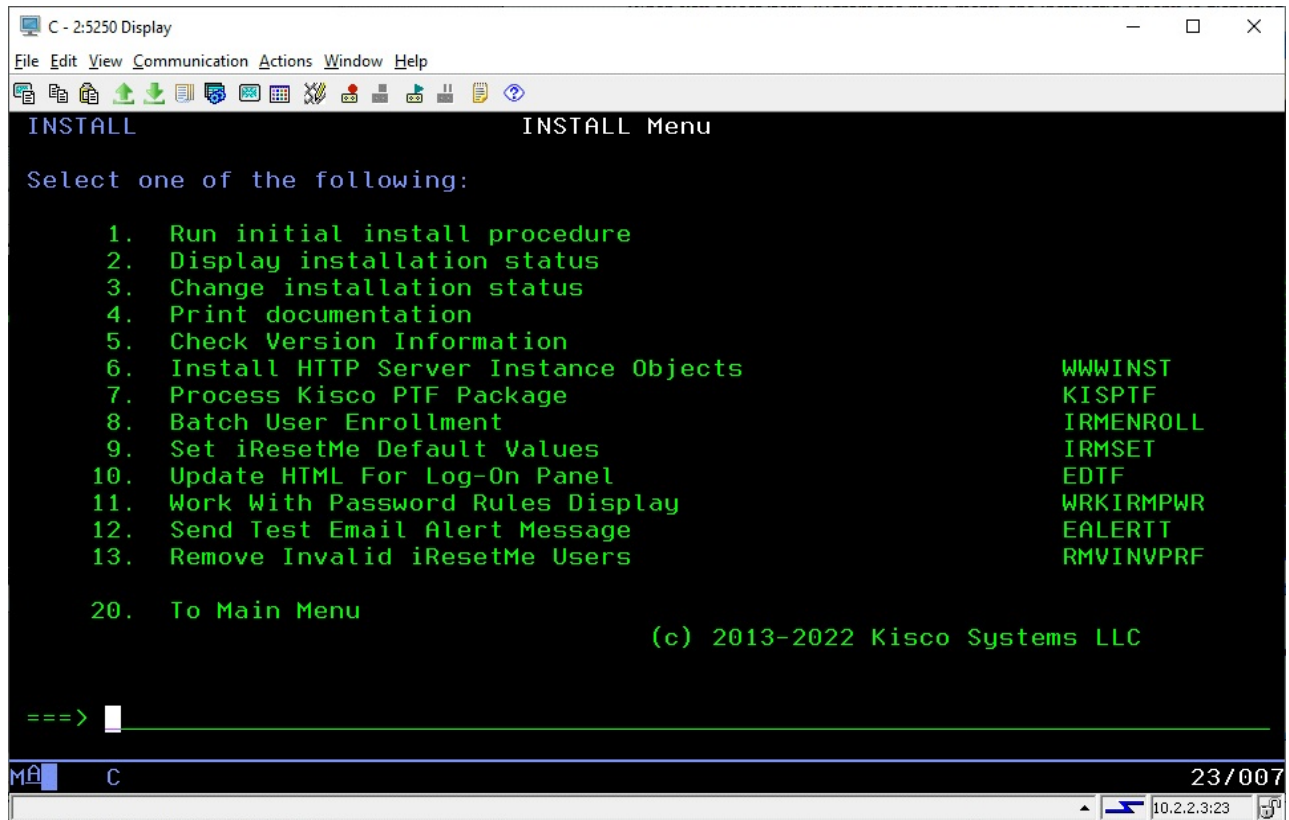 C - 2:5250 Display
File Edit View Communication Actions Window Help
INSTALL INSTALL Menu
Select one of the following:
1. Run initial install procedure
2. Display installation status
3. Change installation status
4. Print documentation
5. Check Version Information
6. Install HTTP Server Instance Objects WWWINST
7. Process Kisco PTF Package KISPTF
8. Batch User Enrollment IRMENROLL
9. Set iResetMe Default Values IRMSET
10. Update HTML For Log-On Panel EDTF
11. Work With Password Rules Display WRKIRMPWR
12. Send Test Email Alert Message EALERTT
13. Remove Invalid iResetMe Users RMVINVPRF
20. To Main Menu
(c) 2013-2022 Kisco Systems LLC
===>
MA C 23/007
10.2.2.3:23